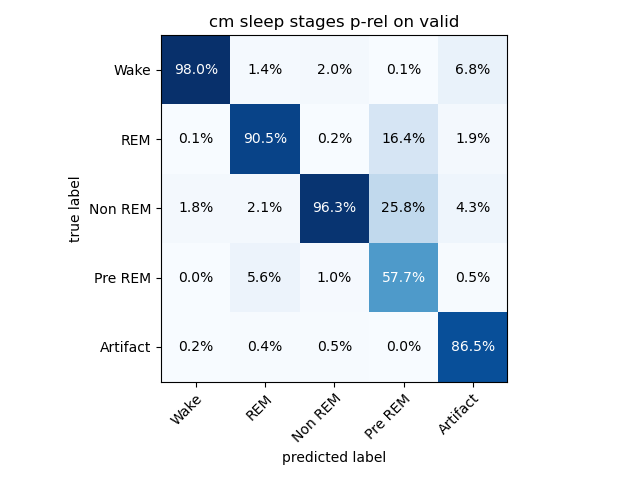 cm sleep stages p-rel on valid
Wake 98.0% 1.4% 2.0% 0.1% 6.8%
REM 0.1% 90.5% 0.2% 16.4% 1.9%
Non REM 1.8% 2.1% 96.3% 25.8% 4.3%
Pre REM 0.0% 5.6% 1.0% 57.7% 0.5%
Artifact 0.2% 0.4% 0.5% 0.0% 86.5%
true label
Wake REM Non REM Pre REM Artifact
predicted label